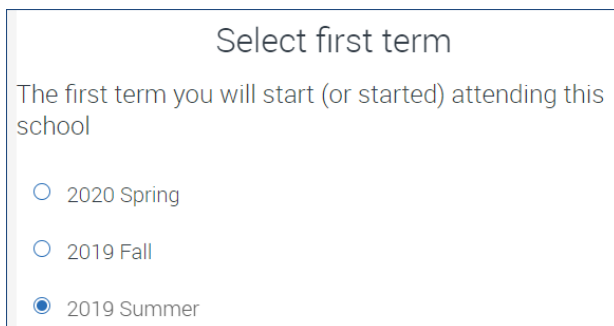 Select first term
The first term you will start (or started) attending this
school
2020 Spring
2019 Fall
2019 Summer